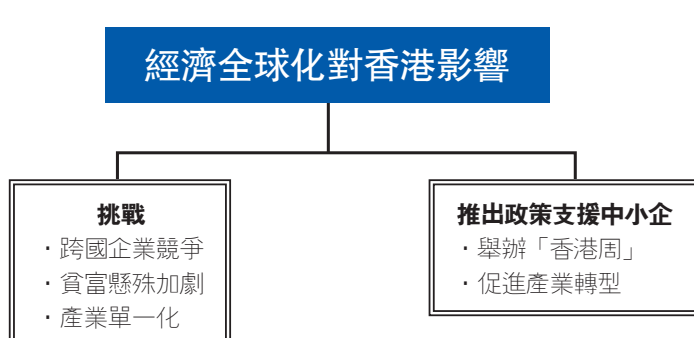 經濟全球化對香港影響
挑戰
·跨國企業競爭
·貧富懸殊加劇
·產業單一化
推出政策支援中小企
·舉辦「香港周」
·促進產業轉型